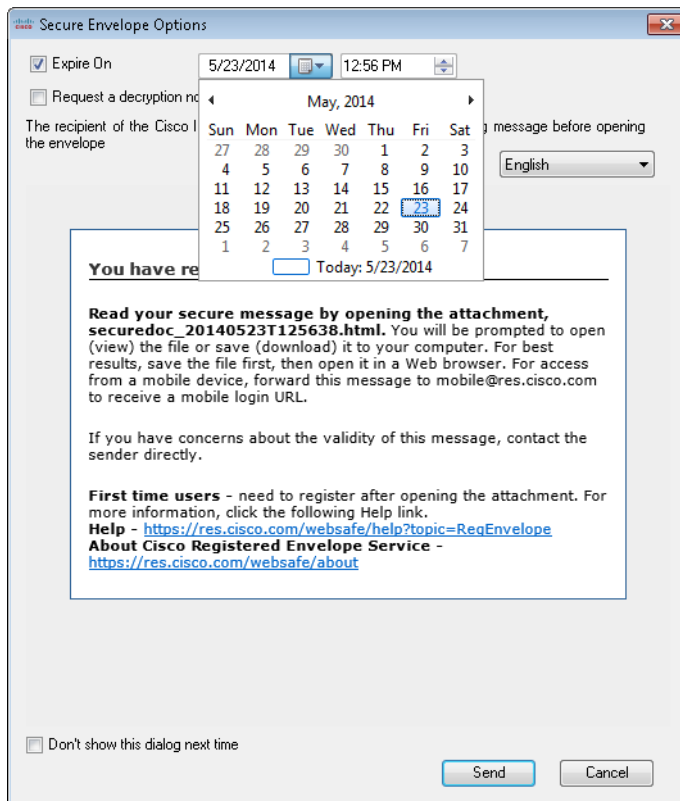 Secure Envelope Options
Expire On 5/23/2014 12:56 PM
Request a decryption no
May, 2014
The recipient of the Cisco message before opening
the envelope
English
Sun Mon Tue Wed Thu Fri Sat
27 28 29 30 1 2 3
4 5 6 7 8 9 10
11 12 13 14 15 16 17
18 19 20 21 22 23 24
25 26 27 28 29 30 31
1 2 3 4 5 6 7
Today: 5/23/2014
You have re
Read your secure message by opening the attachment,
securedoc_20140523T125638.html. You will be prompted to open
(view) the file or save (download) it to your computer. For best
results, save the file first, then open it in a Web browser. For access
from a mobile device, forward this message to mobile@res.cisco.com
to receive a mobile login URL.
If you have concerns about the validity of this message, contact the
sender directly.
First time users - need to register after opening the attachment. For
more information, click the following Help link.
Help - https://res.cisco.com/websafe/help?topic=RegEnvelope
About Cisco Registered Envelope Service -
https://res.cisco.com/websafe/about
Don't show this dialog next time
Send Cancel